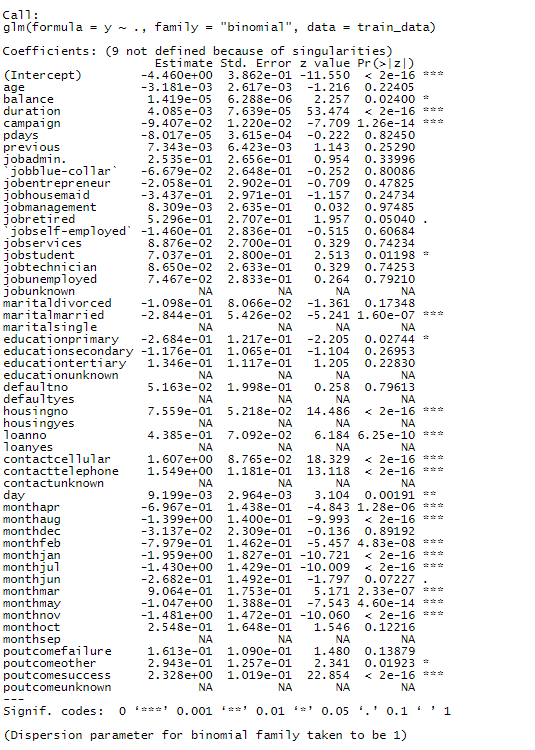 Call:
glm(formula = y ~ ., family = "binomial", data = train_data)
Coefficients: (9 not defined because of singularities)
Estimate Std. Error z value Pr(>|z|)
(Intercept) -4.460e+00 3.862e-01 -11.550 < 2e-16 ***
age -3.181e-03 2.617e-03 -1.216 0.22405
balance 1.419e-05 6.288e-06 2.257 0.02400 *
duration 4.085e-03 7.639e-05 53.474 < 2e-16 ***
campaign -9.407e-02 1.220e-02 -7.709 1.26e-14 ***
pdays -8.017e-05 3.615e-04 -0.222 0.82450
previous 7.343e-03 6.423e-03 1.143 0.25290
jobadmin. 2.535e-01 2.656e-01 0.954 0.33996
`jobblue-collar` -6.679e-02 2.648e-01 -0.252 0.80086
jobentrepreneur -2.058e-01 2.902e-01 -0.709 0.47825
jobhousemaid -3.437e-01 2.971e-01 -1.157 0.24734
jobmanagement 8.309e-03 2.635e-01 0.032 0.97485
jobretired 5.296e-01 2.707e-01 1.957 0.05040 .
`jobself-employed` -1.460e-01 2.836e-01 -0.515 0.60684
jobservices 8.876e-02 2.700e-01 0.329 0.74234
jobstudent 7.037e-01 2.800e-01 2.513 0.01198 *
jobtechnician 8.650e-02 2.633e-01 0.329 0.74253
jobunemployed 7.467e-02 2.833e-01 0.264 0.79210
jobunknown NA NA NA NA
maritaldivorced -1.098e-01 8.066e-02 -1.361 0.17348
maritalmarried -2.844e-01 5.426e-02 -5.241 1.60e-07 ***
maritalsingle NA NA NA NA
educationprimary -2.684e-01 1.217e-01 -2.205 0.02744 *
educationsecondary -1.176e-01 1.065e-01 -1.104 0.26953
educationtertiary 1.346e-01 1.117e-01 1.205 0.22830
educationunknown NA NA NA NA
defaultno 5.163e-02 1.998e-01 0.258 0.79613
defaultyes NA NA NA NA
housingno 7.559e-01 5.218e-02 14.486 < 2e-16 ***
housingyes NA NA NA NA
loanno 4.385e-01 7.092e-02 6.184 6.25e-10 ***
loanyes NA NA NA NA
contactcellular 1.607e+00 8.765e-02 18.329 < 2e-16 ***
contacttelephone 1.549e+00 1.181e-01 13.118 < 2e-16 ***
contactunknown NA NA NA NA
day 9.199e-03 2.964e-03 3.104 0.00191 **
monthapr -6.967e-01 1.438e-01 -4.843 1.28e-06 ***
monthaug -1.399e+00 1.400e-01 -9.993 < 2e-16 ***
monthdec -3.137e-02 2.309e-01 -0.136 0.89192
monthfeb -7.979e-01 1.462e-01 -5.457 4.83e-08 ***
monthjan -1.959e+00 1.827e-01 -10.721 < 2e-16 ***
monthjul -1.430e+00 1.429e-01 -10.009 < 2e-16 ***
monthjun -2.682e-01 1.492e-01 -1.797 0.07227 .
monthmar 9.064e-01 1.753e-01 5.171 2.33e-07 ***
monthmay -1.047e+00 1.388e-01 -7.543 4.60e-14 ***
monthnov -1.481e+00 1.472e-01 -10.060 < 2e-16 ***
monthoct 2.548e-01 1.648e-01 1.546 0.12216
monthsep NA NA NA NA
poutcomefailure 1.613e-01 1.090e-01 1.480 0.13879
poutcomeother 2.943e-01 1.257e-01 2.341 0.01923 *
poutcomesuccess 2.328e+00 1.019e-01 22.854 < 2e-16 ***
poutcomeunknown NA NA NA NA
---
Signif. codes: 0 ‘***’ 0.001 ‘**’ 0.01 ‘*’ 0.05 ‘.’ 0.1 ‘ ’ 1
(Dispersion parameter for binomial family taken to be 1)